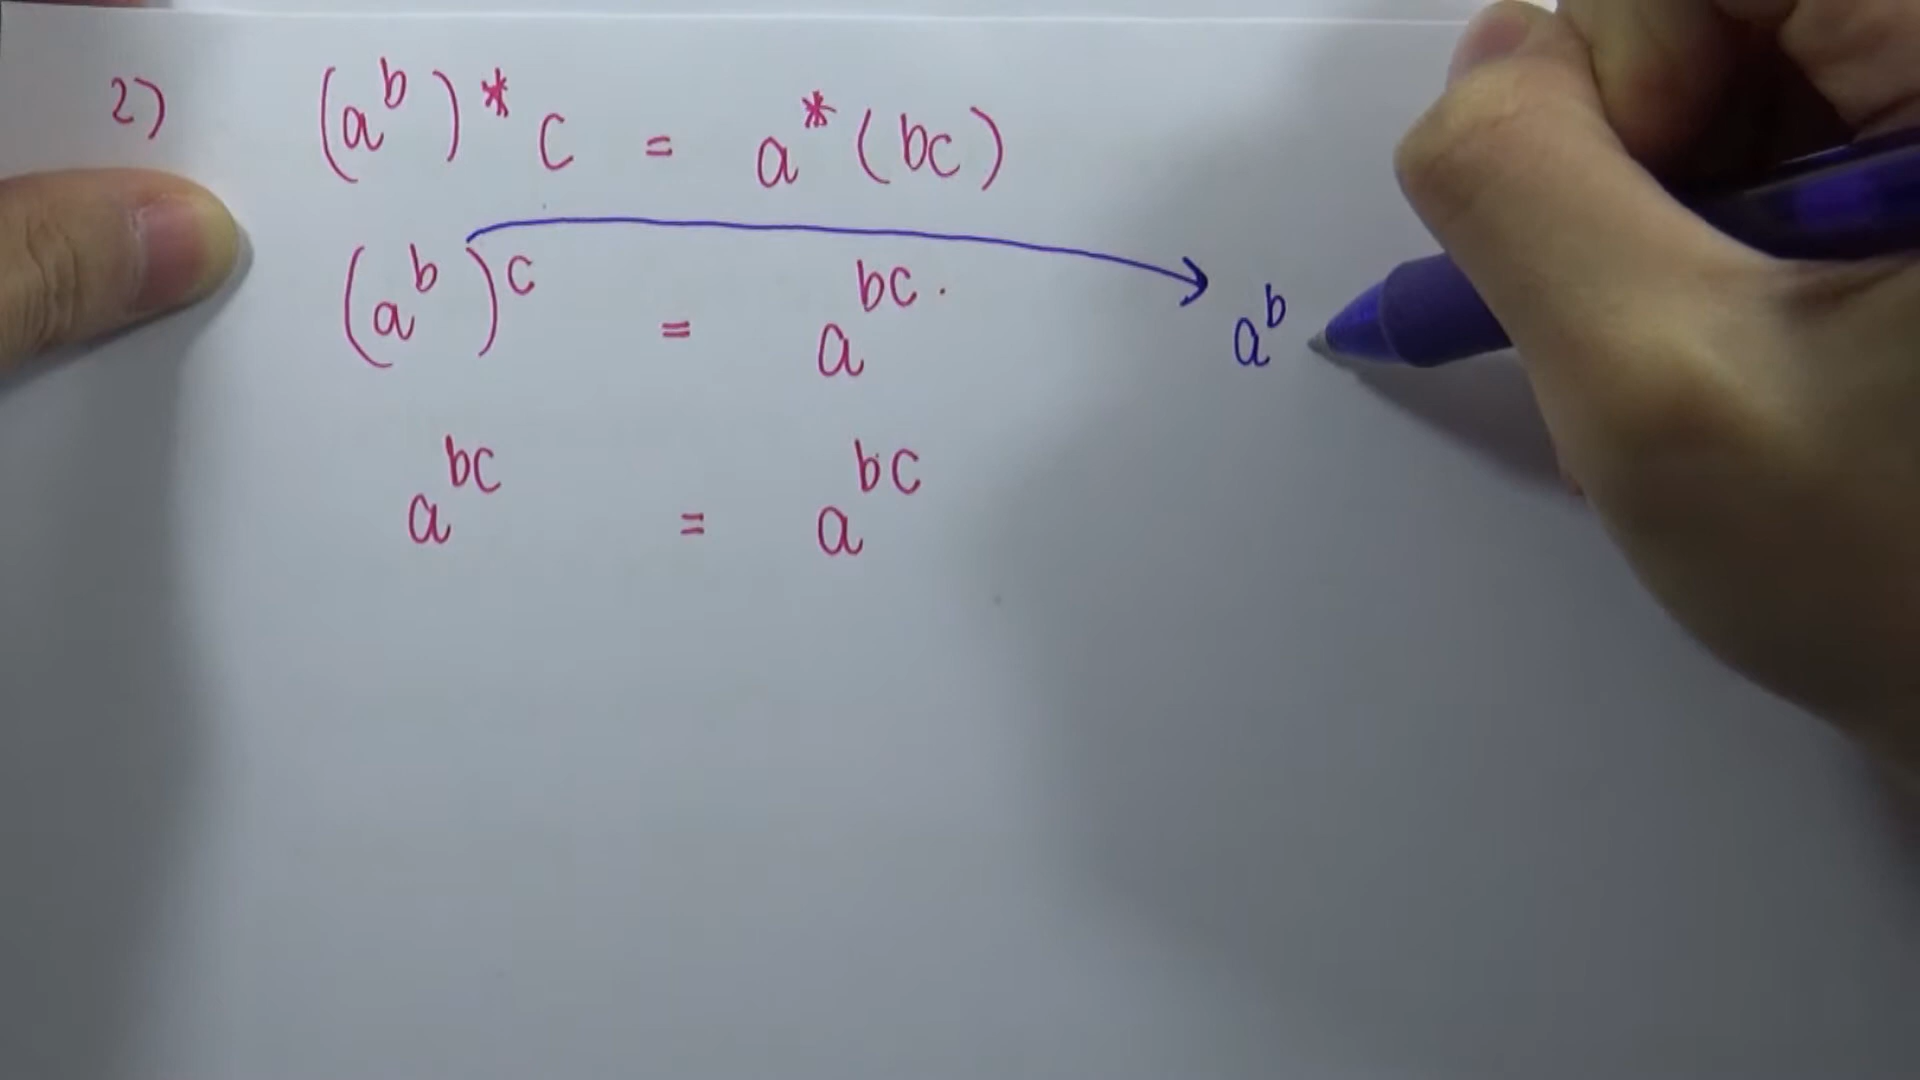 2) (a^b)* c = a*(bc)
(a^b)^c = a^bc. a^b
a^bc = a^bc